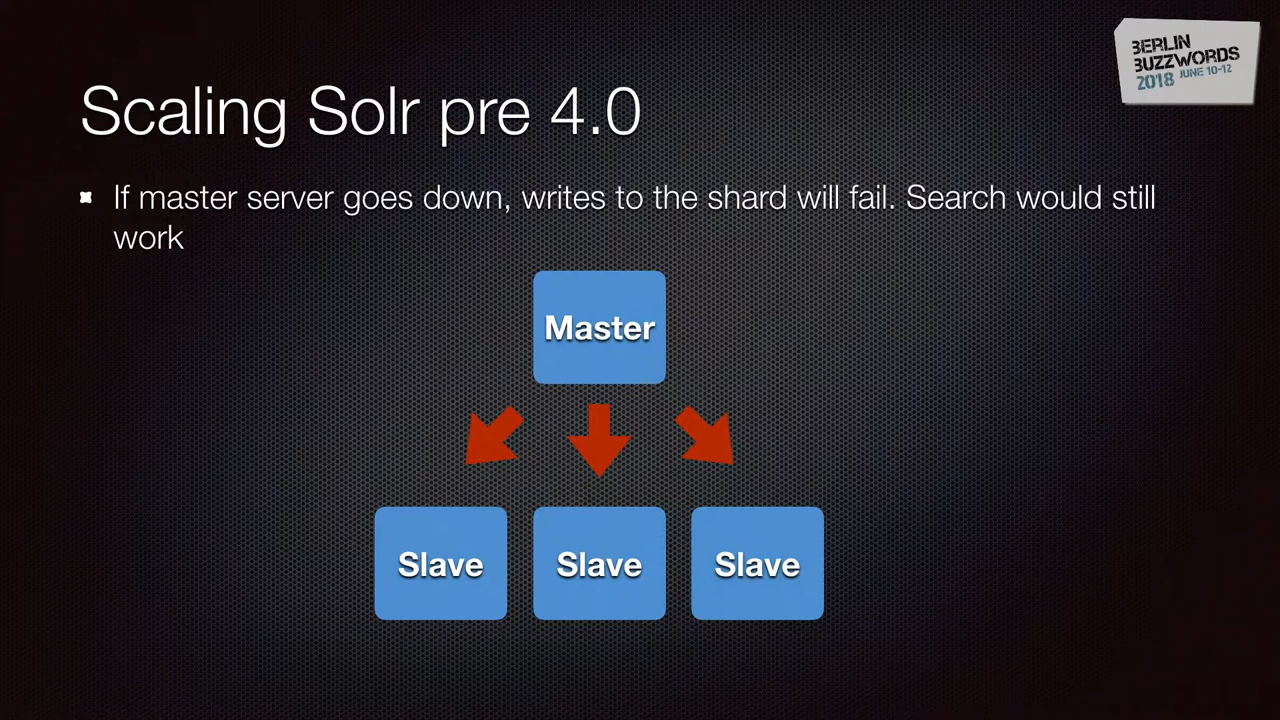 BERLIN
BUZZWORDS
2018 JUNE 10-12
Scaling Solr pre 4.0
If master server goes down, writes to the shard will fail. Search would still
work
Master
Slave Slave Slave